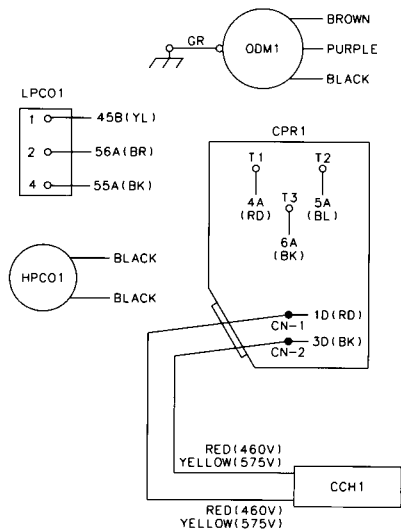 BROWN
GR
ODM1
PURPLE
BLACK
LPCO1
1
45B(YL)
2
56A(BR)
4
55A(BK)
CPR1
T1
T2
4A
(RD)
T3
5A
(BL)
6A
(BK)
HPCO1
BLACK
BLACK
CN-1
1D(RD)
CN-2
3D(BK)
RED(460V)
YELLOW(575V)
CCH1
RED(460V)
YELLOW(575V)